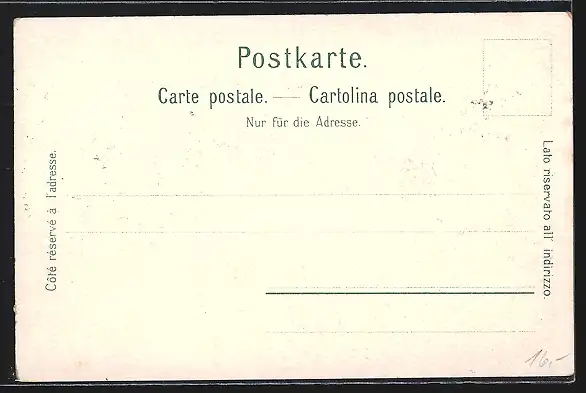 Postkarte.
Carte postale. — Cartolina postale.
Nur für die Adresse.
Côté réservé à l'adresse.
Lato riservato all' indirizzo.
16,-